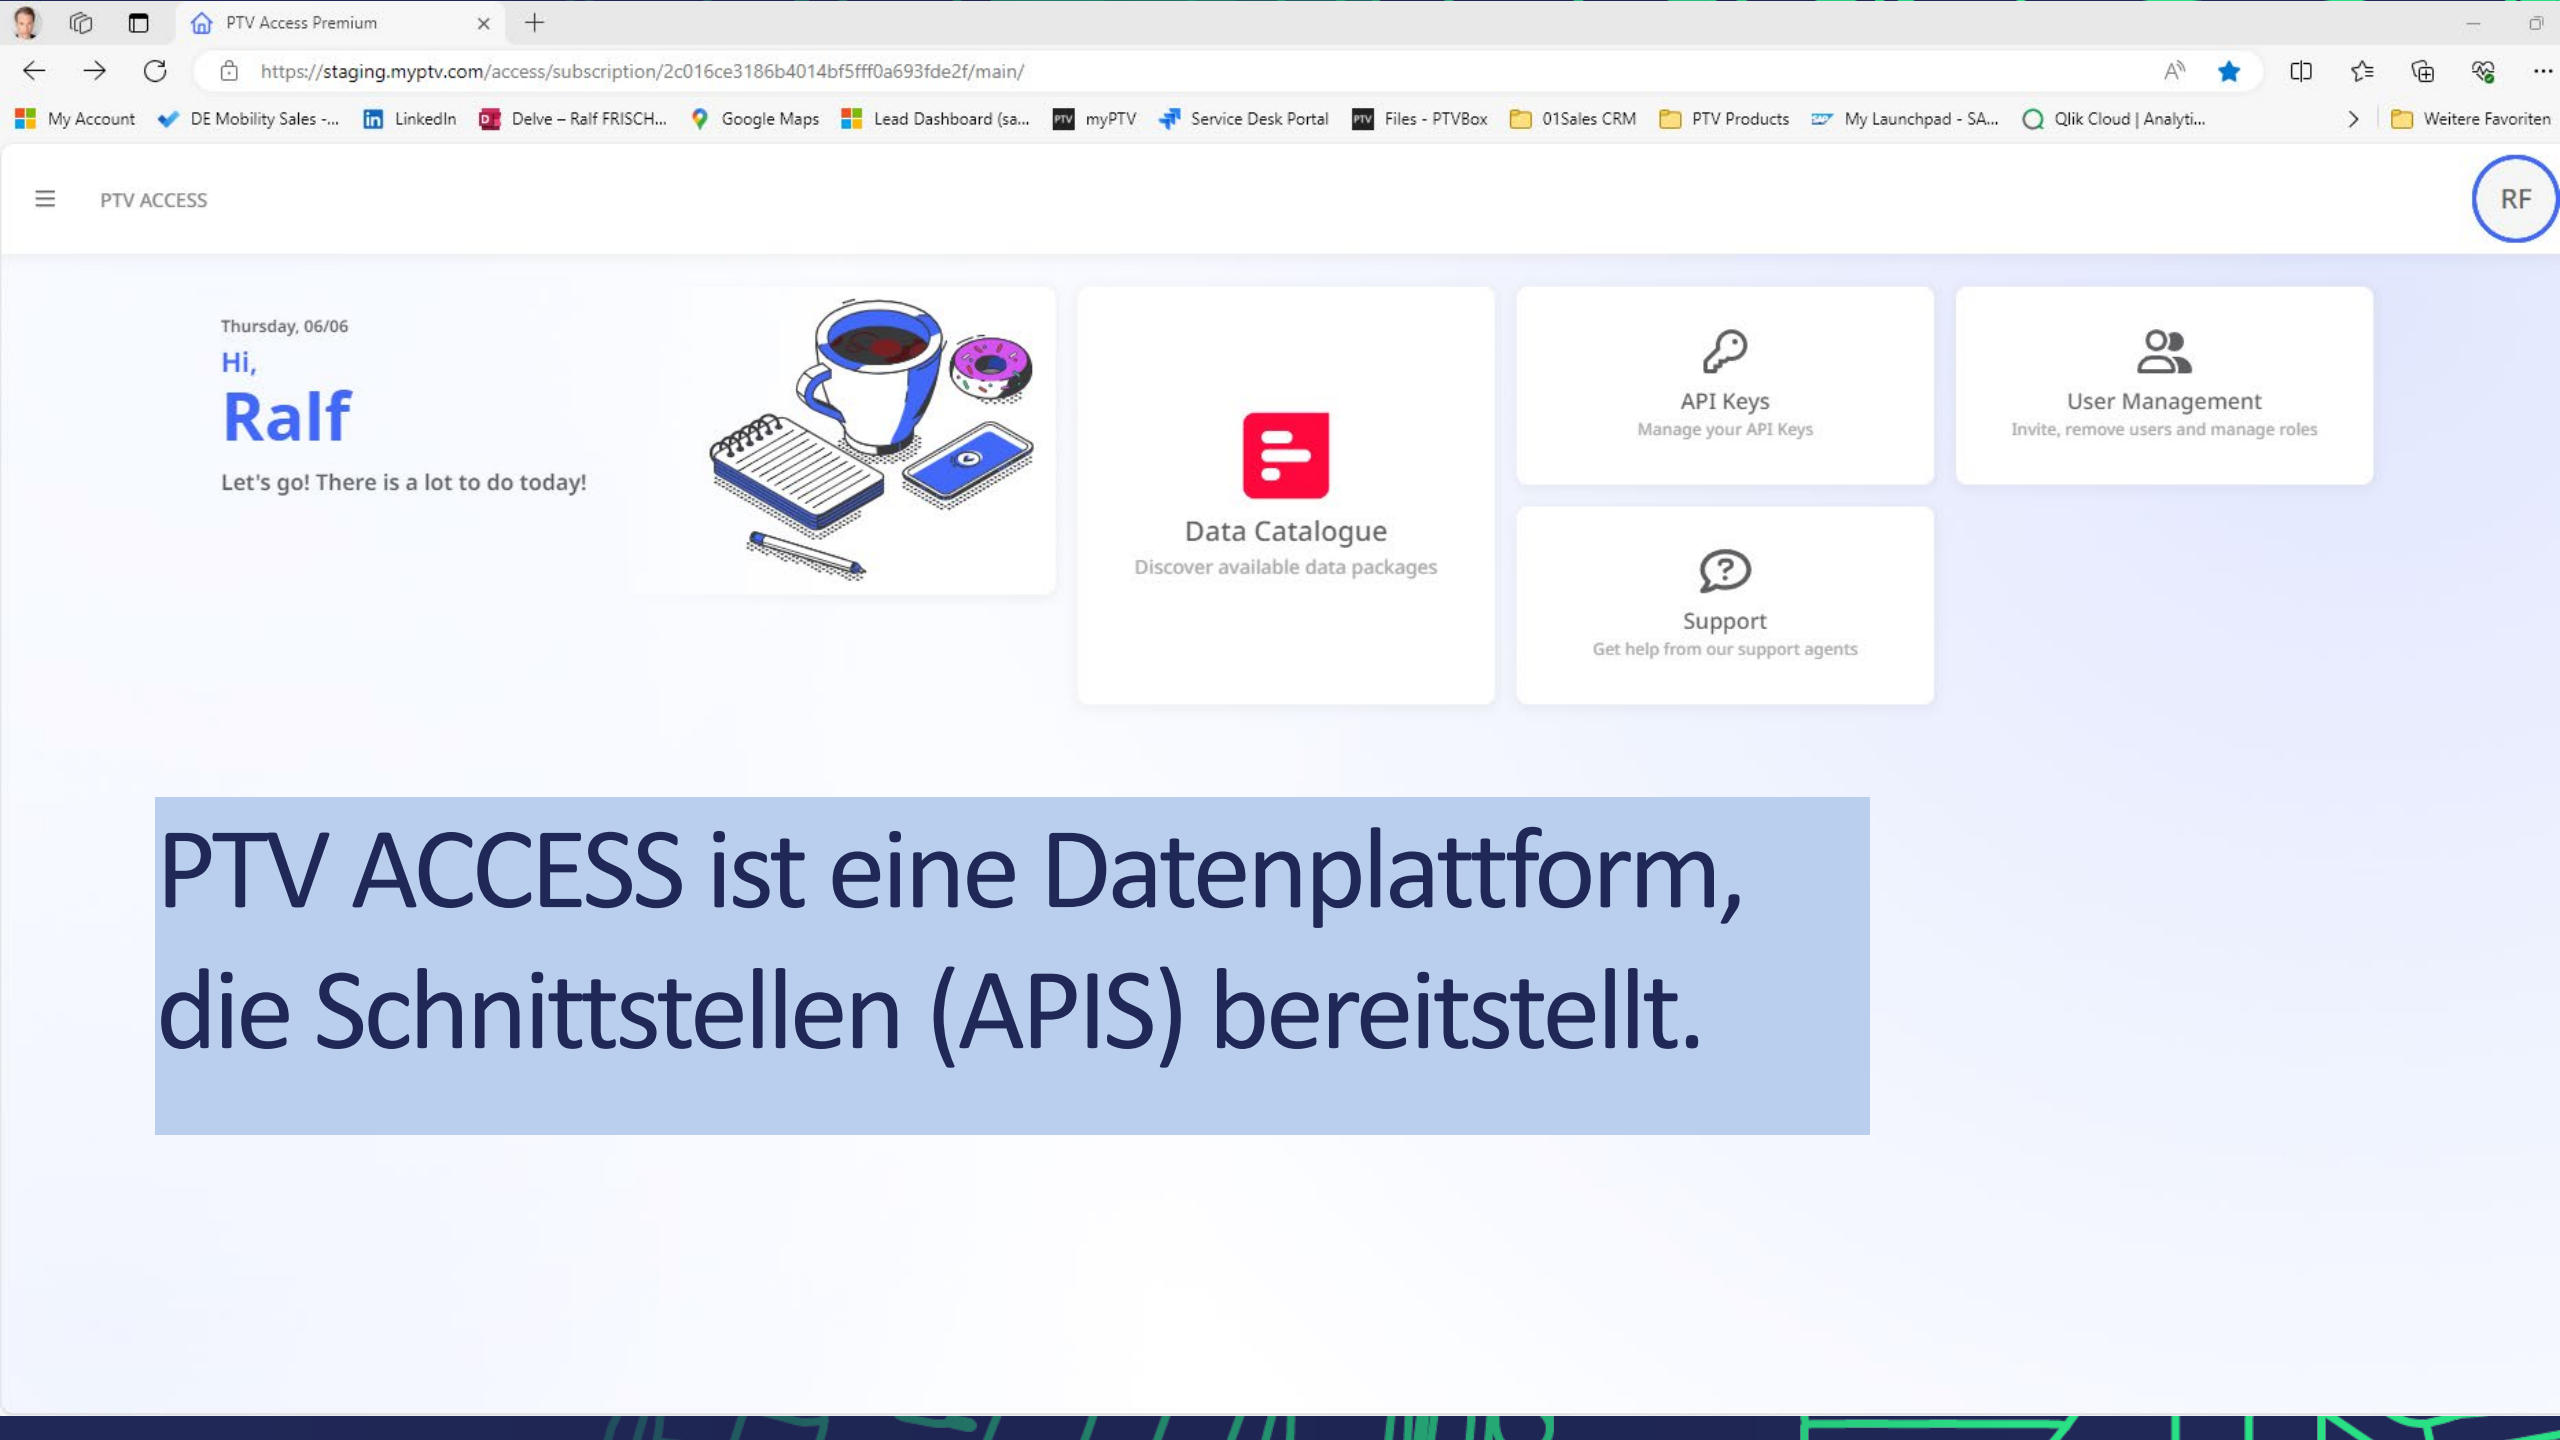 PTV Access Premium
https://staging.myptv.com/access/subscription/2c016ce3186b4014bf5fff0a693fde2f/main/
My Account DE Mobility Sales -... LinkedIn Delve – Ralf FRISCH... Google Maps Lead Dashboard (sa... PTV myPTV Service Desk Portal PTV Files - PTVBox 01Sales CRM PTV Products My Launchpad - SA... Qlik Cloud | Analyti... Weitere Favoriten
PTV ACCESS
RF
Thursday, 06/06
Hi,
Ralf
Let's go! There is a lot to do today!
Data Catalogue
Discover available data packages
API Keys
Manage your API Keys
User Management
Invite, remove users and manage roles
Support
Get help from our support agents
PTV ACCESS ist eine Datenplattform,
die Schnittstellen (APIS) bereitstellt.